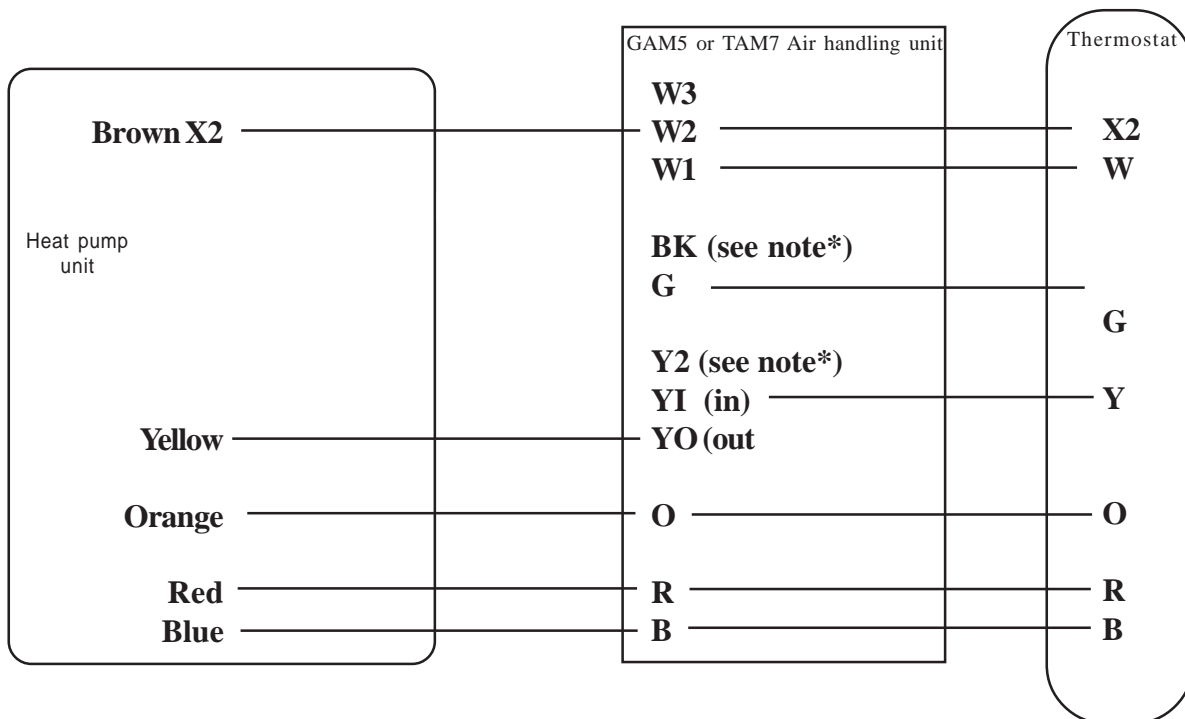 GAM5 or TAM7 Air handling unit
Thermostat
Brown X2
Heat pump
unit
Yellow
Orange
Red
Blue
W3
W2
W1
BK (see note*)
G
Y2 (see note*)
YI (in)
YO (out
O
R
B
X2
W
G
Y
O
R
B